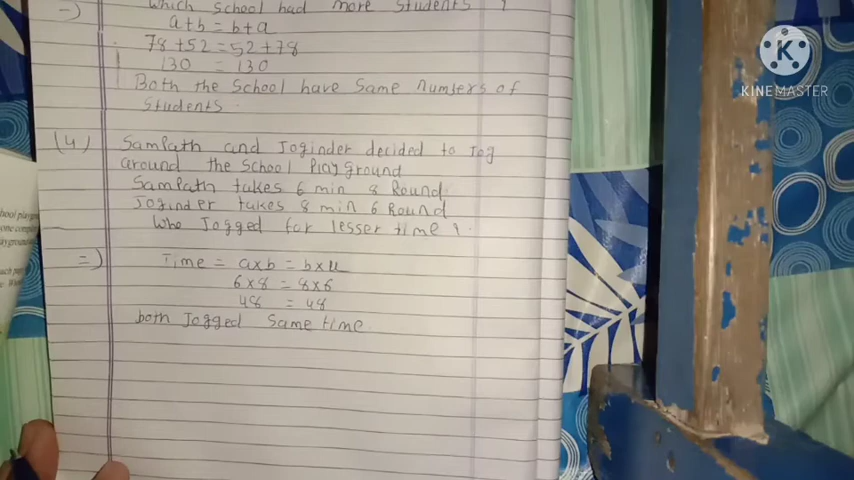 which school had more students ?
=)
a+b = b+a
78+52 = 52+78
130 = 130
Both the School have Same numbers of
Students.
(4) Sampath and Joginder decided to Jog
around the School Playground
Sampath takes 6 min 8 Round.
Joginder takes 8 min 6 Round
Who Jogged for lesser time ?
=) Time = a×b = b×a
6×8 = 8×6
48 = 48
both Jogged Same time
KINEMASTER